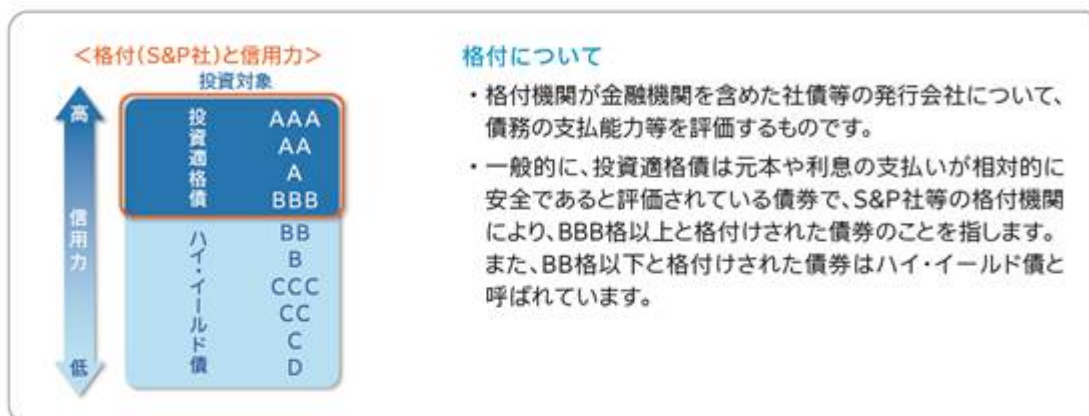 <格付(S&P社)と信用力>
投資対象
高
信用力
低
投資適格債
AAA
AA
A
BBB
ハイ・イールド債
BB
B
CCC
CC
C
D
格付について
・格付機関が金融機関を含めた社債等の発行会社について、
債務の支払能力等を評価するものです。
・一般的に、投資適格債は元本や利息の支払いが相対的に
安全であると評価されている債券で、S&P社等の格付機関
により、BBB格以上と格付けされた債券のことを指します。
また、BB格以下と格付けされた債券はハイ・イールド債と
呼ばれています。